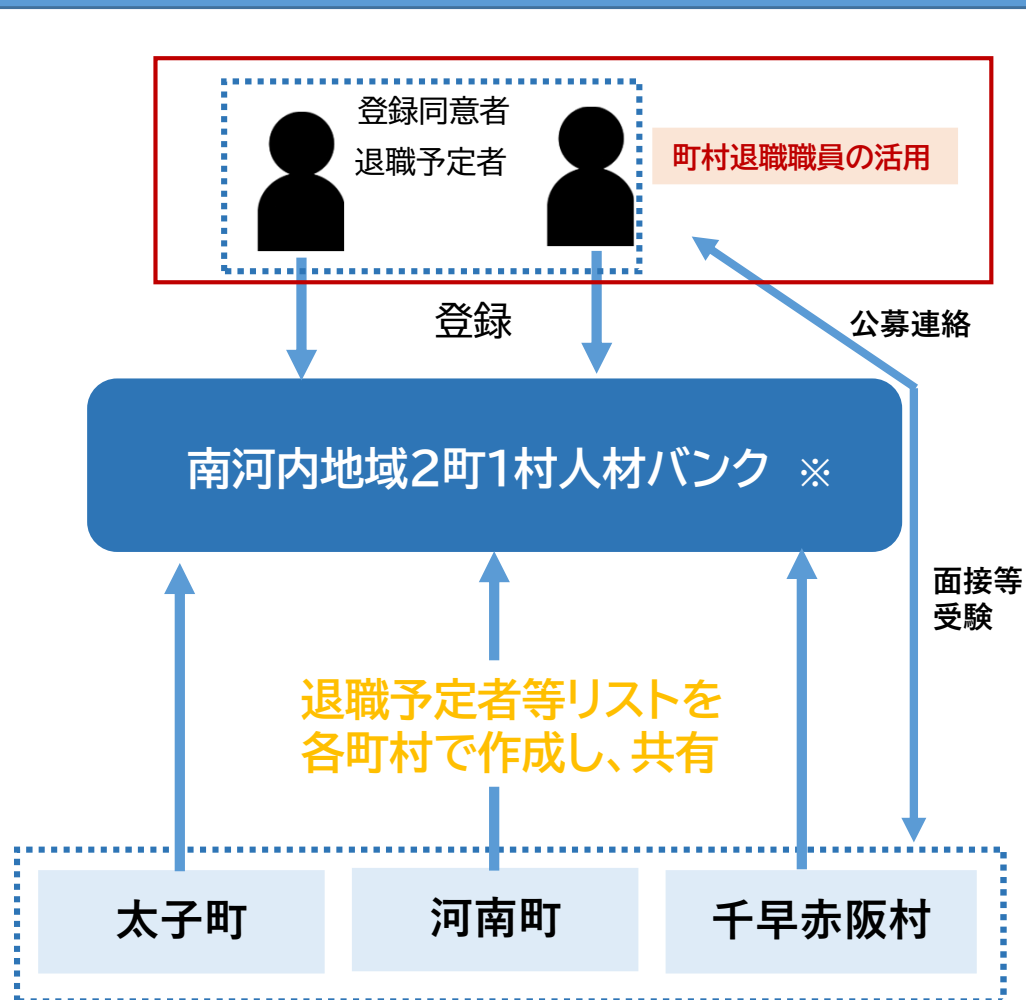 登録同意者
退職予定者
町村退職職員の活用
登録
公募連絡
南河内地域2町1村人材バンク ※
面接等
受験
退職予定者等リストを
各町村で作成し、共有
太子町
河南町
千早赤阪村